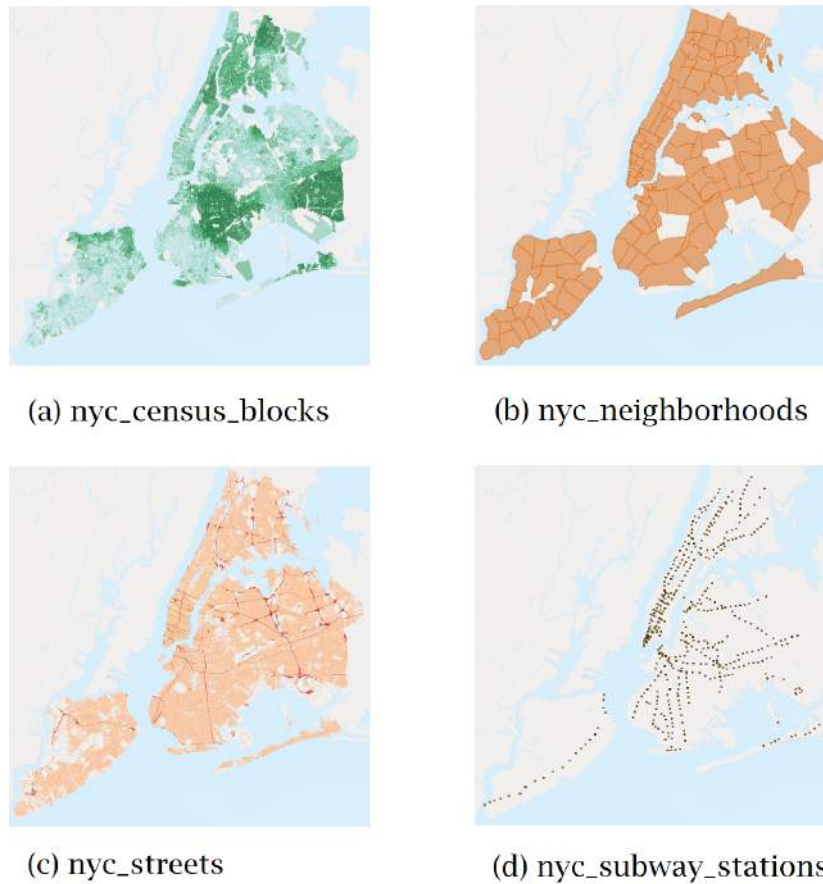 (a) nyc_census_blocks
(b) nyc_neighborhoods
(c) nyc_streets
(d) nyc_subway_stations